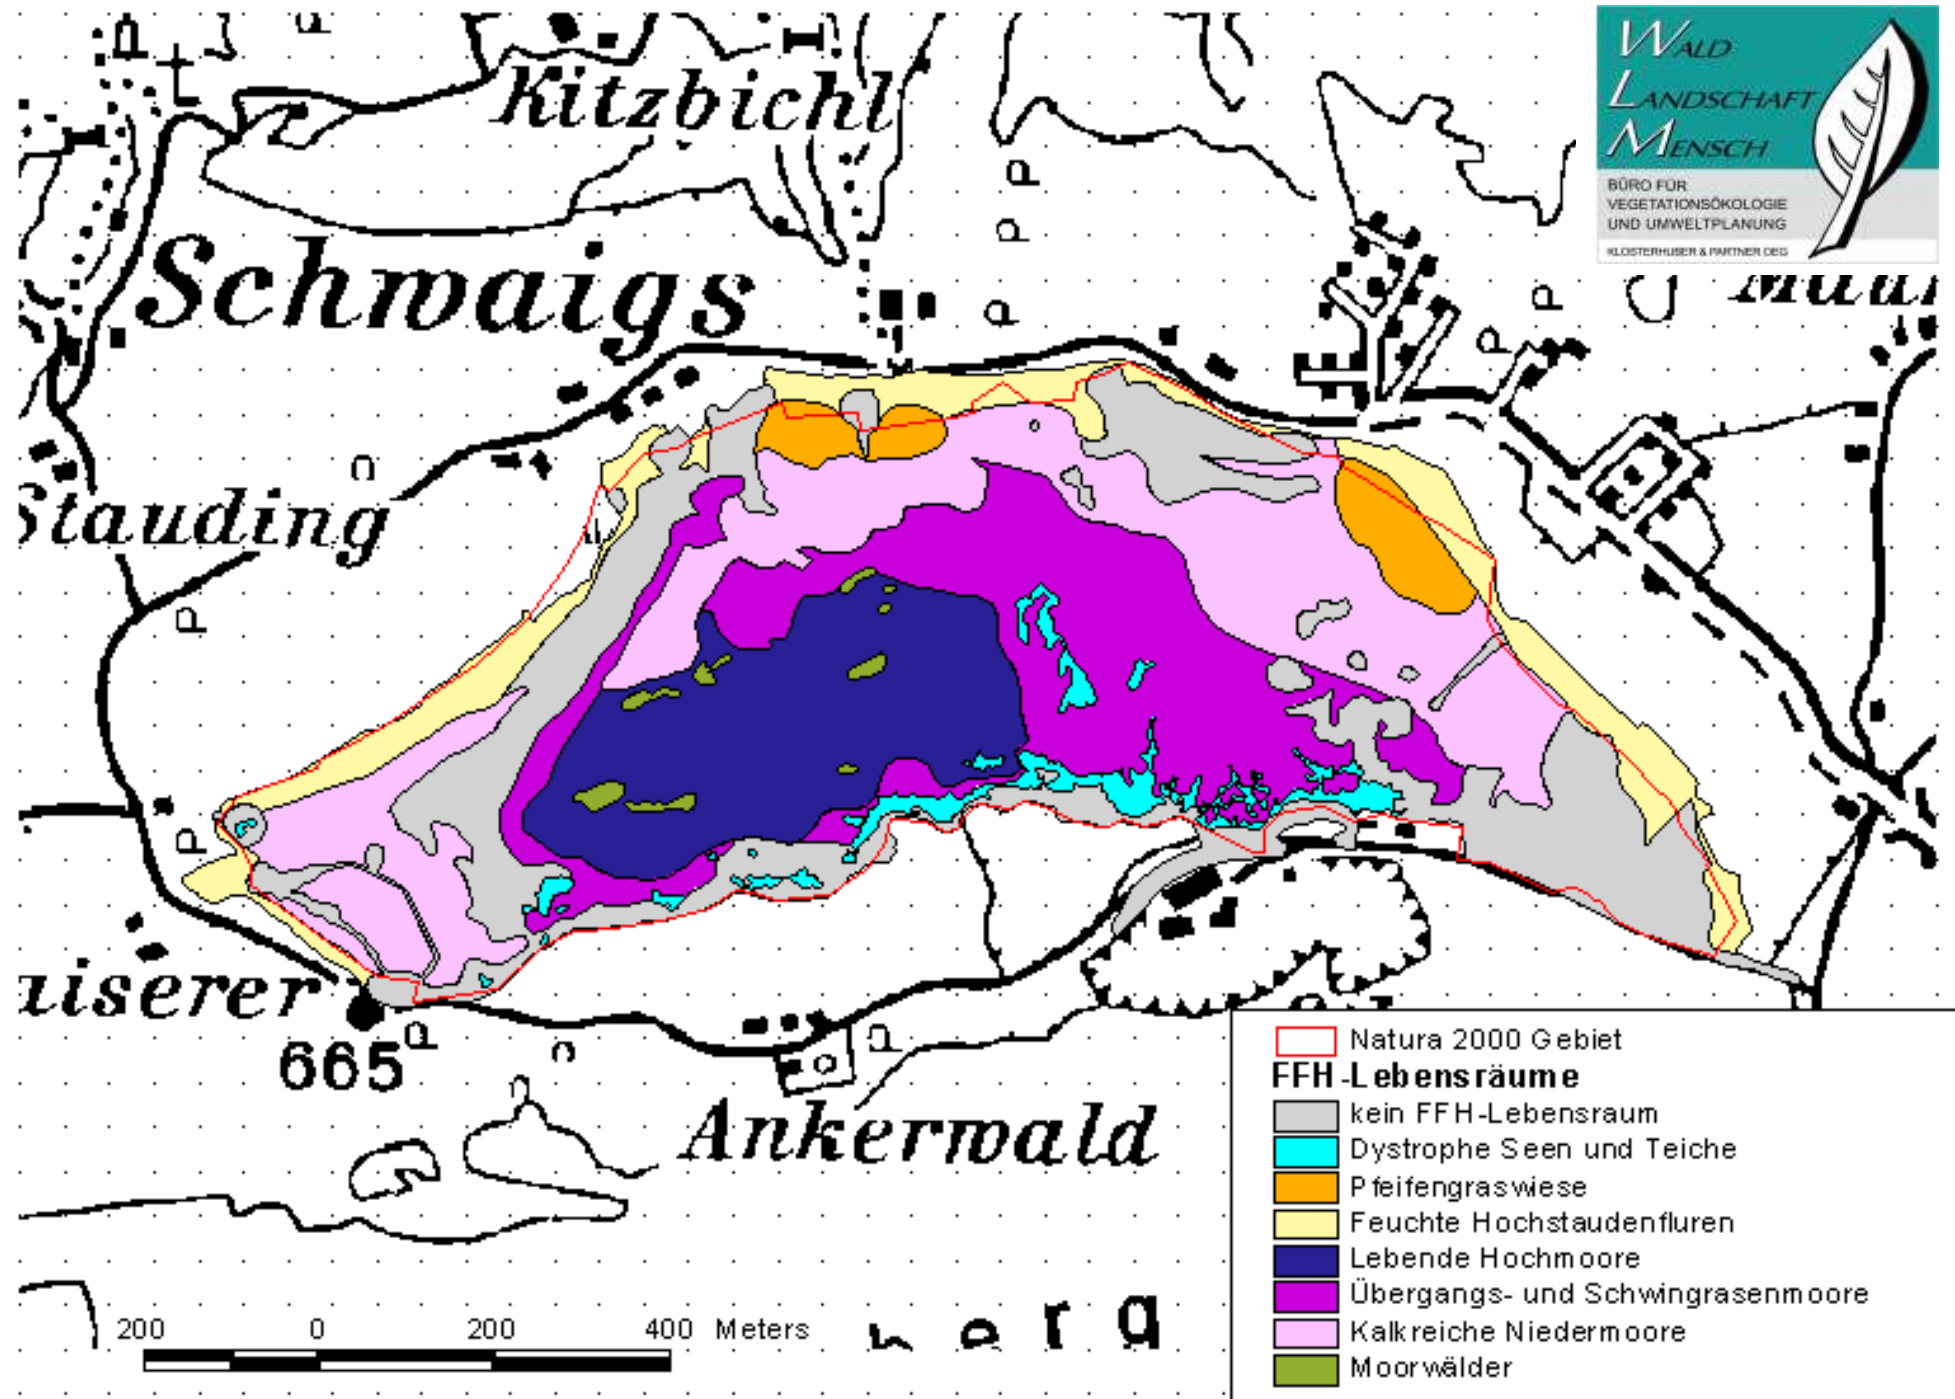 WALD
LANDSCHAFT
MENSCH
BÜRO FÜR
VEGETATIONSÖKOLOGIE
UND UMWELTPLANUNG
KLOSTERHUBER & PARTNER OEG
Kitzbichl
Schwaigs
Stauding
aiserer
665
Ankerwald
berg
Natura 2000 Gebiet
FFH-Lebensräume
kein FFH-Lebensraum
Dystrophe Seen und Teiche
Pfeifengraswiese
Feuchte Hochstaudenfluren
Lebende Hochmoore
Übergangs- und Schwingrasenmoore
Kalkreiche Niedermoore
Moorwälder
200 0 200 400 Meters